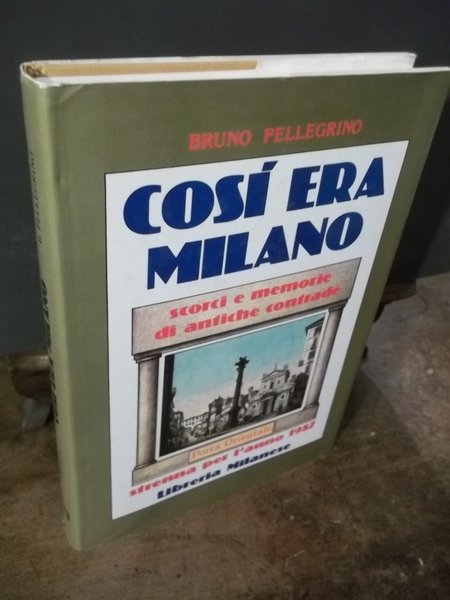 BRUNO PELLEGRINO
COSÍ ERA
MILANO
scorci e memorie
di antiche contrade
Porta Orientale
strenna per l'anno 1987
Libreria Milanese